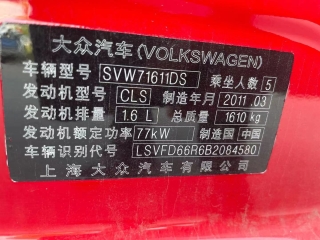 大众汽车(VOLKSWAGEN)
车辆型号 SVW71611DS 乘坐人数 5
发动机型号 CLS 制造年月 2011.03
发动机排量 1.6 L 总质量 1610 kg
发动机额定功率 77kW 制造国 中国
车辆识别代号 LSVFD66R6B2084580
上海大众汽车有限公司